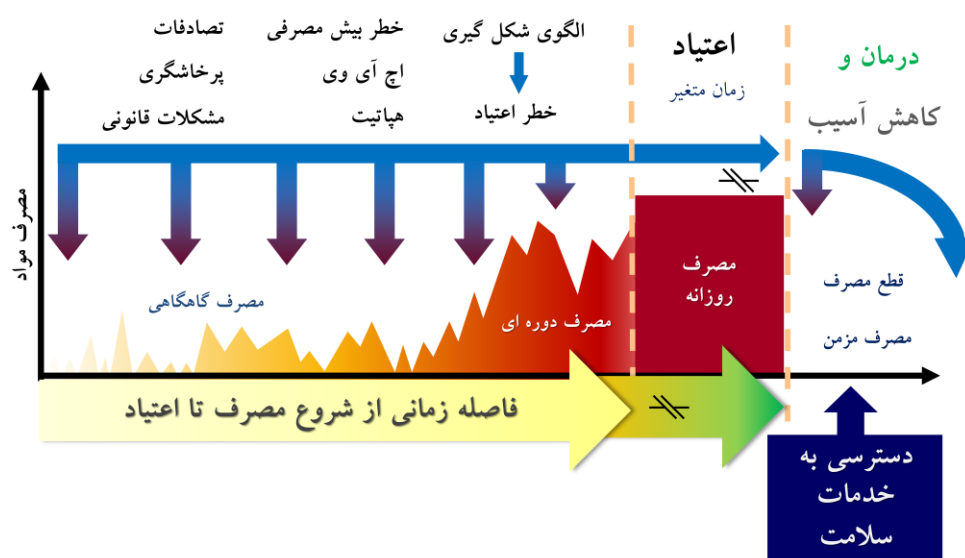 تصادفات
پرخاشگری
مشکلات قانونی
خطر بیش مصرفی
اچ آی وی
هپاتیت
الگوی شکل گیری
خطر اعتیاد
اعتیاد
زمان متغیر
درمان و
کاهش آسیب
مصرف مواد
مصرف گاهگاهی
مصرف دوره ای
مصرف
روزانه
قطع مصرف
مصرف مزمن
فاصله زمانی از شروع مصرف تا اعتیاد
دسترسی به
خدمات
سلامت